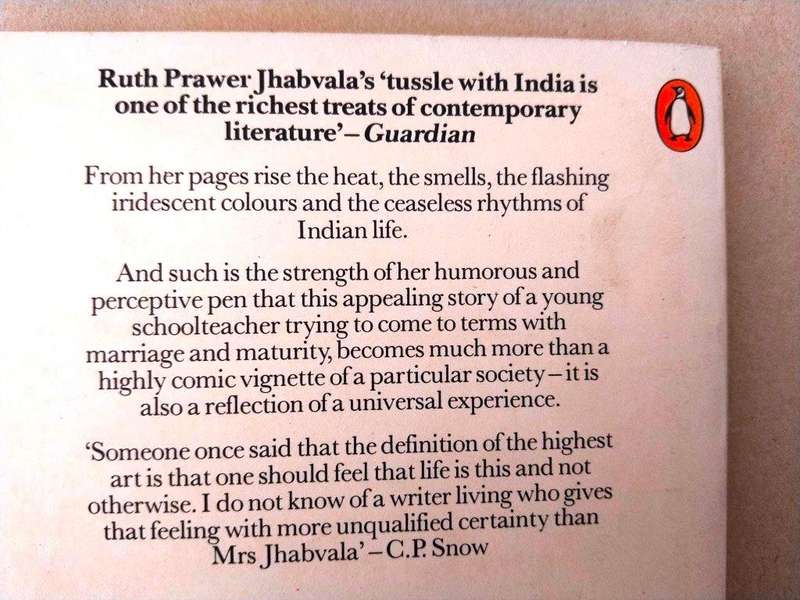 Ruth Prawer Jhabvala's 'tussle with India is
one of the richest treats of contemporary
literature'–Guardian
From her pages rise the heat, the smells, the flashing
iridescent colours and the ceaseless rhythms of
Indian life.
And such is the strength of her humorous and
perceptive pen that this appealing story of a young
schoolteacher trying to come to terms with
marriage and maturity, becomes much more than a
highly comic vignette of a particular society–it is
also a reflection of a universal experience.
'Someone once said that the definition of the highest
art is that one should feel that life is this and not
otherwise. I do not know of a writer living who gives
that feeling with more unqualified certainty than
Mrs Jhabvala'–C.P. Snow